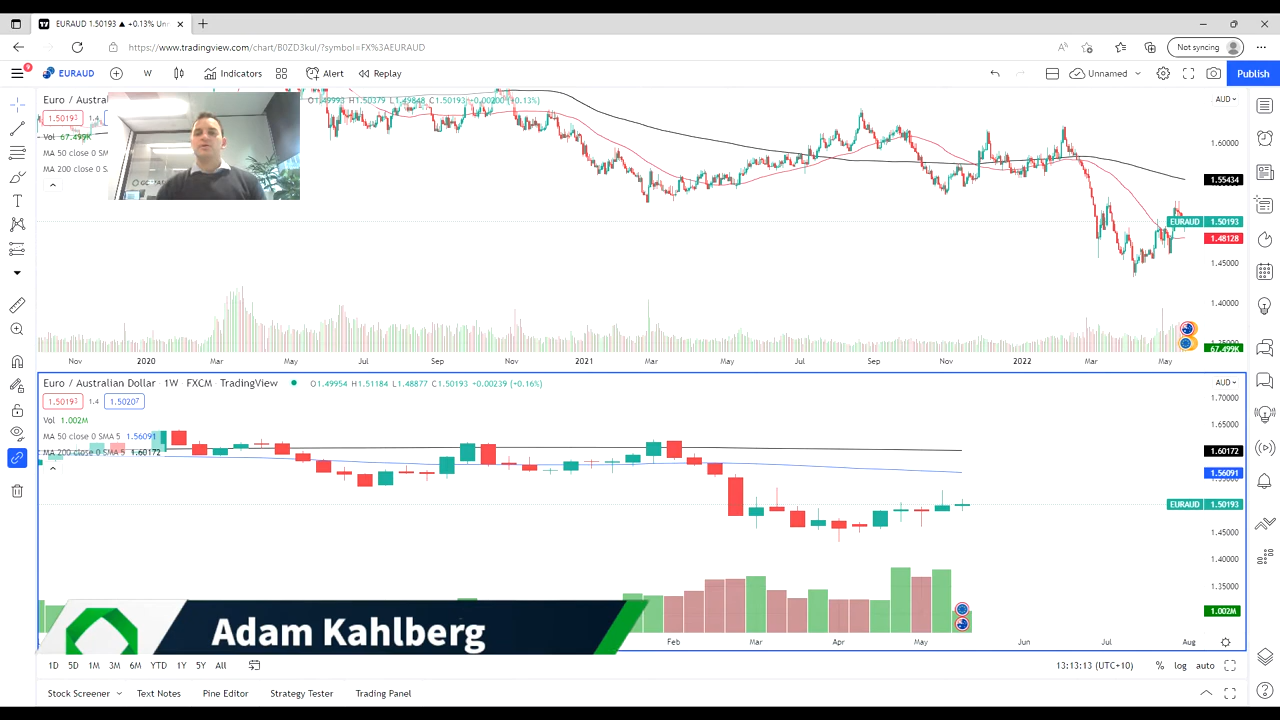 EURAUD 1.50193 ▲ +0.13% Un
https://www.tradingview.com/chart/B0ZD3kul/?symbol=FX%3AEURAUD
Not syncing
9
EURAUD
W
Indicators
Alert
Replay
Unnamed
Publish
Euro / Austral
O1.49993 H1.50379 L1.49848 C1.50193 +0.00200 (+0.13%)
AUD
1.50193
1.4
Vol 67.499K
MA 50 close 0 SM
MA 200 close 0 S
1.60000
1.55434
EURAUD 1.50193
1.48128
1.45000
1.40000
67.499K
Nov 2020 Mar May Jul Sep Nov 2021 Mar May Jul Sep Nov 2022 Mar May
Euro / Australian Dollar 1W FXCM TradingView
O1.49954 H1.51184 L1.48877 C1.50193 +0.00239 (+0.16%)
AUD
1.50193 1.4 1.50207
Vol 1.002M
MA 50 close 0 SMA 5 1.56091
MA 200 close 0 SMA 5 1.60172
1.70000
1.65000
1.60172
1.56091
EURAUD 1.50193
1.45000
1.40000
1.35000
1.002M
Adam Kahlberg
Feb Mar Apr May Jun Jul Aug
1D 5D 1M 3M 6M YTD 1Y 5Y All
13:13:13 (UTC+10) % log auto
Stock Screener Text Notes Pine Editor Strategy Tester Trading Panel